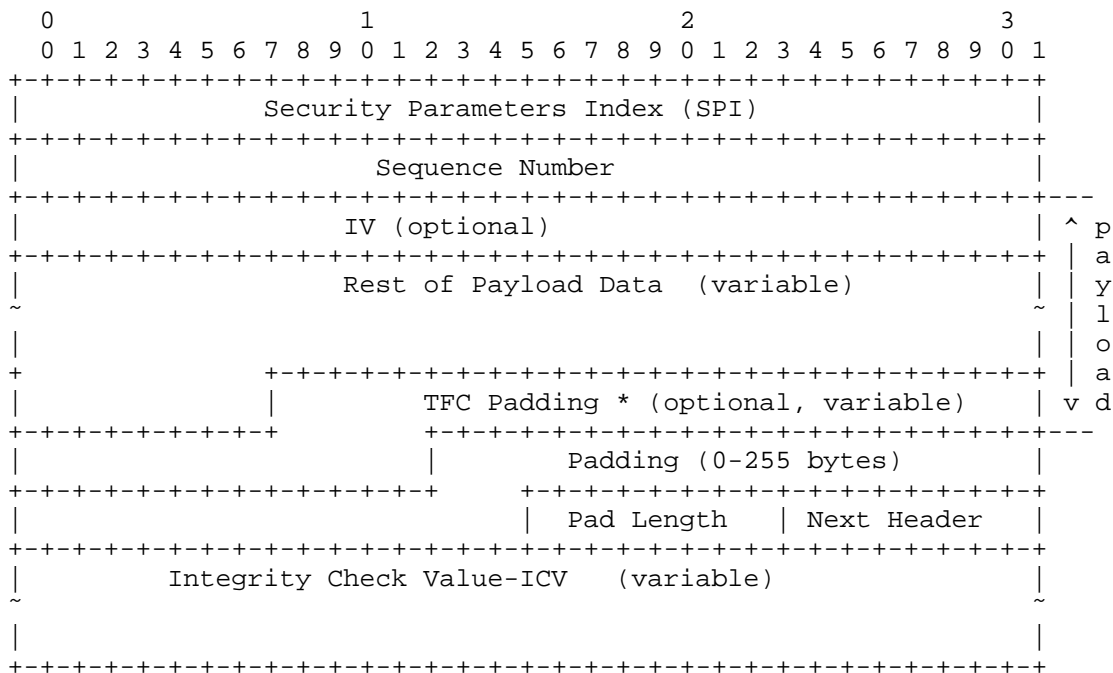 0 1 2 3
0 1 2 3 4 5 6 7 8 9 0 1 2 3 4 5 6 7 8 9 0 1 2 3 4 5 6 7 8 9 0 1
+-+-+-+-+-+-+-+-+-+-+-+-+-+-+-+-+-+-+-+-+-+-+-+-+-+-+-+-+-+-+-+-+
| Security Parameters Index (SPI) |
+-+-+-+-+-+-+-+-+-+-+-+-+-+-+-+-+-+-+-+-+-+-+-+-+-+-+-+-+-+-+-+-+
| Sequence Number |
+-+-+-+-+-+-+-+-+-+-+-+-+-+-+-+-+-+-+-+-+-+-+-+-+-+-+-+-+-+-+-+-+---
| IV (optional) | ^ p
+-+-+-+-+-+-+-+-+-+-+-+-+-+-+-+-+-+-+-+-+-+-+-+-+-+-+-+-+-+-+-+-+ | a
| Rest of Payload Data (variable) | | y
~ ~ | l
| | | o
+ +-+-+-+-+-+-+-+-+-+-+-+-+-+-+-+-+-+-+-+-+-+-+-+-+ | a
| | TFC Padding * (optional, variable) | v d
+-+-+-+-+-+-+-+-+ +-+-+-+-+-+-+-+-+-+-+-+-+-+-+-+-+-+-+-+---
| | Padding (0-255 bytes) |
+-+-+-+-+-+-+-+-+-+-+-+-+-+ +-+-+-+-+-+-+-+-+-+-+-+-+-+-+-+-+
| | Pad Length | Next Header |
+-+-+-+-+-+-+-+-+-+-+-+-+-+-+-+-+-+-+-+-+-+-+-+-+-+-+-+-+-+-+-+-+
| Integrity Check Value-ICV (variable) |
~ ~
| |
+-+-+-+-+-+-+-+-+-+-+-+-+-+-+-+-+-+-+-+-+-+-+-+-+-+-+-+-+-+-+-+-+